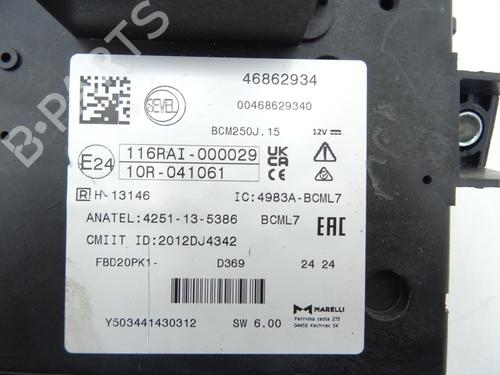 B-PARTS
46862934
SEVEL
00468629340
BCM250J.15 12V
E24
116RAI-000029
10R-041061
UK CA CE
R H-13146 IC:4983A-BCML7
ANATEL:4251-13-5386 BCML7
EAC
CMIIT ID:2012DJ4342
FBD20PK1- D369 24 24
MARELLI
Perinska cesta 275
04458 Kechnec SK
Y503441430312 SW 6.00